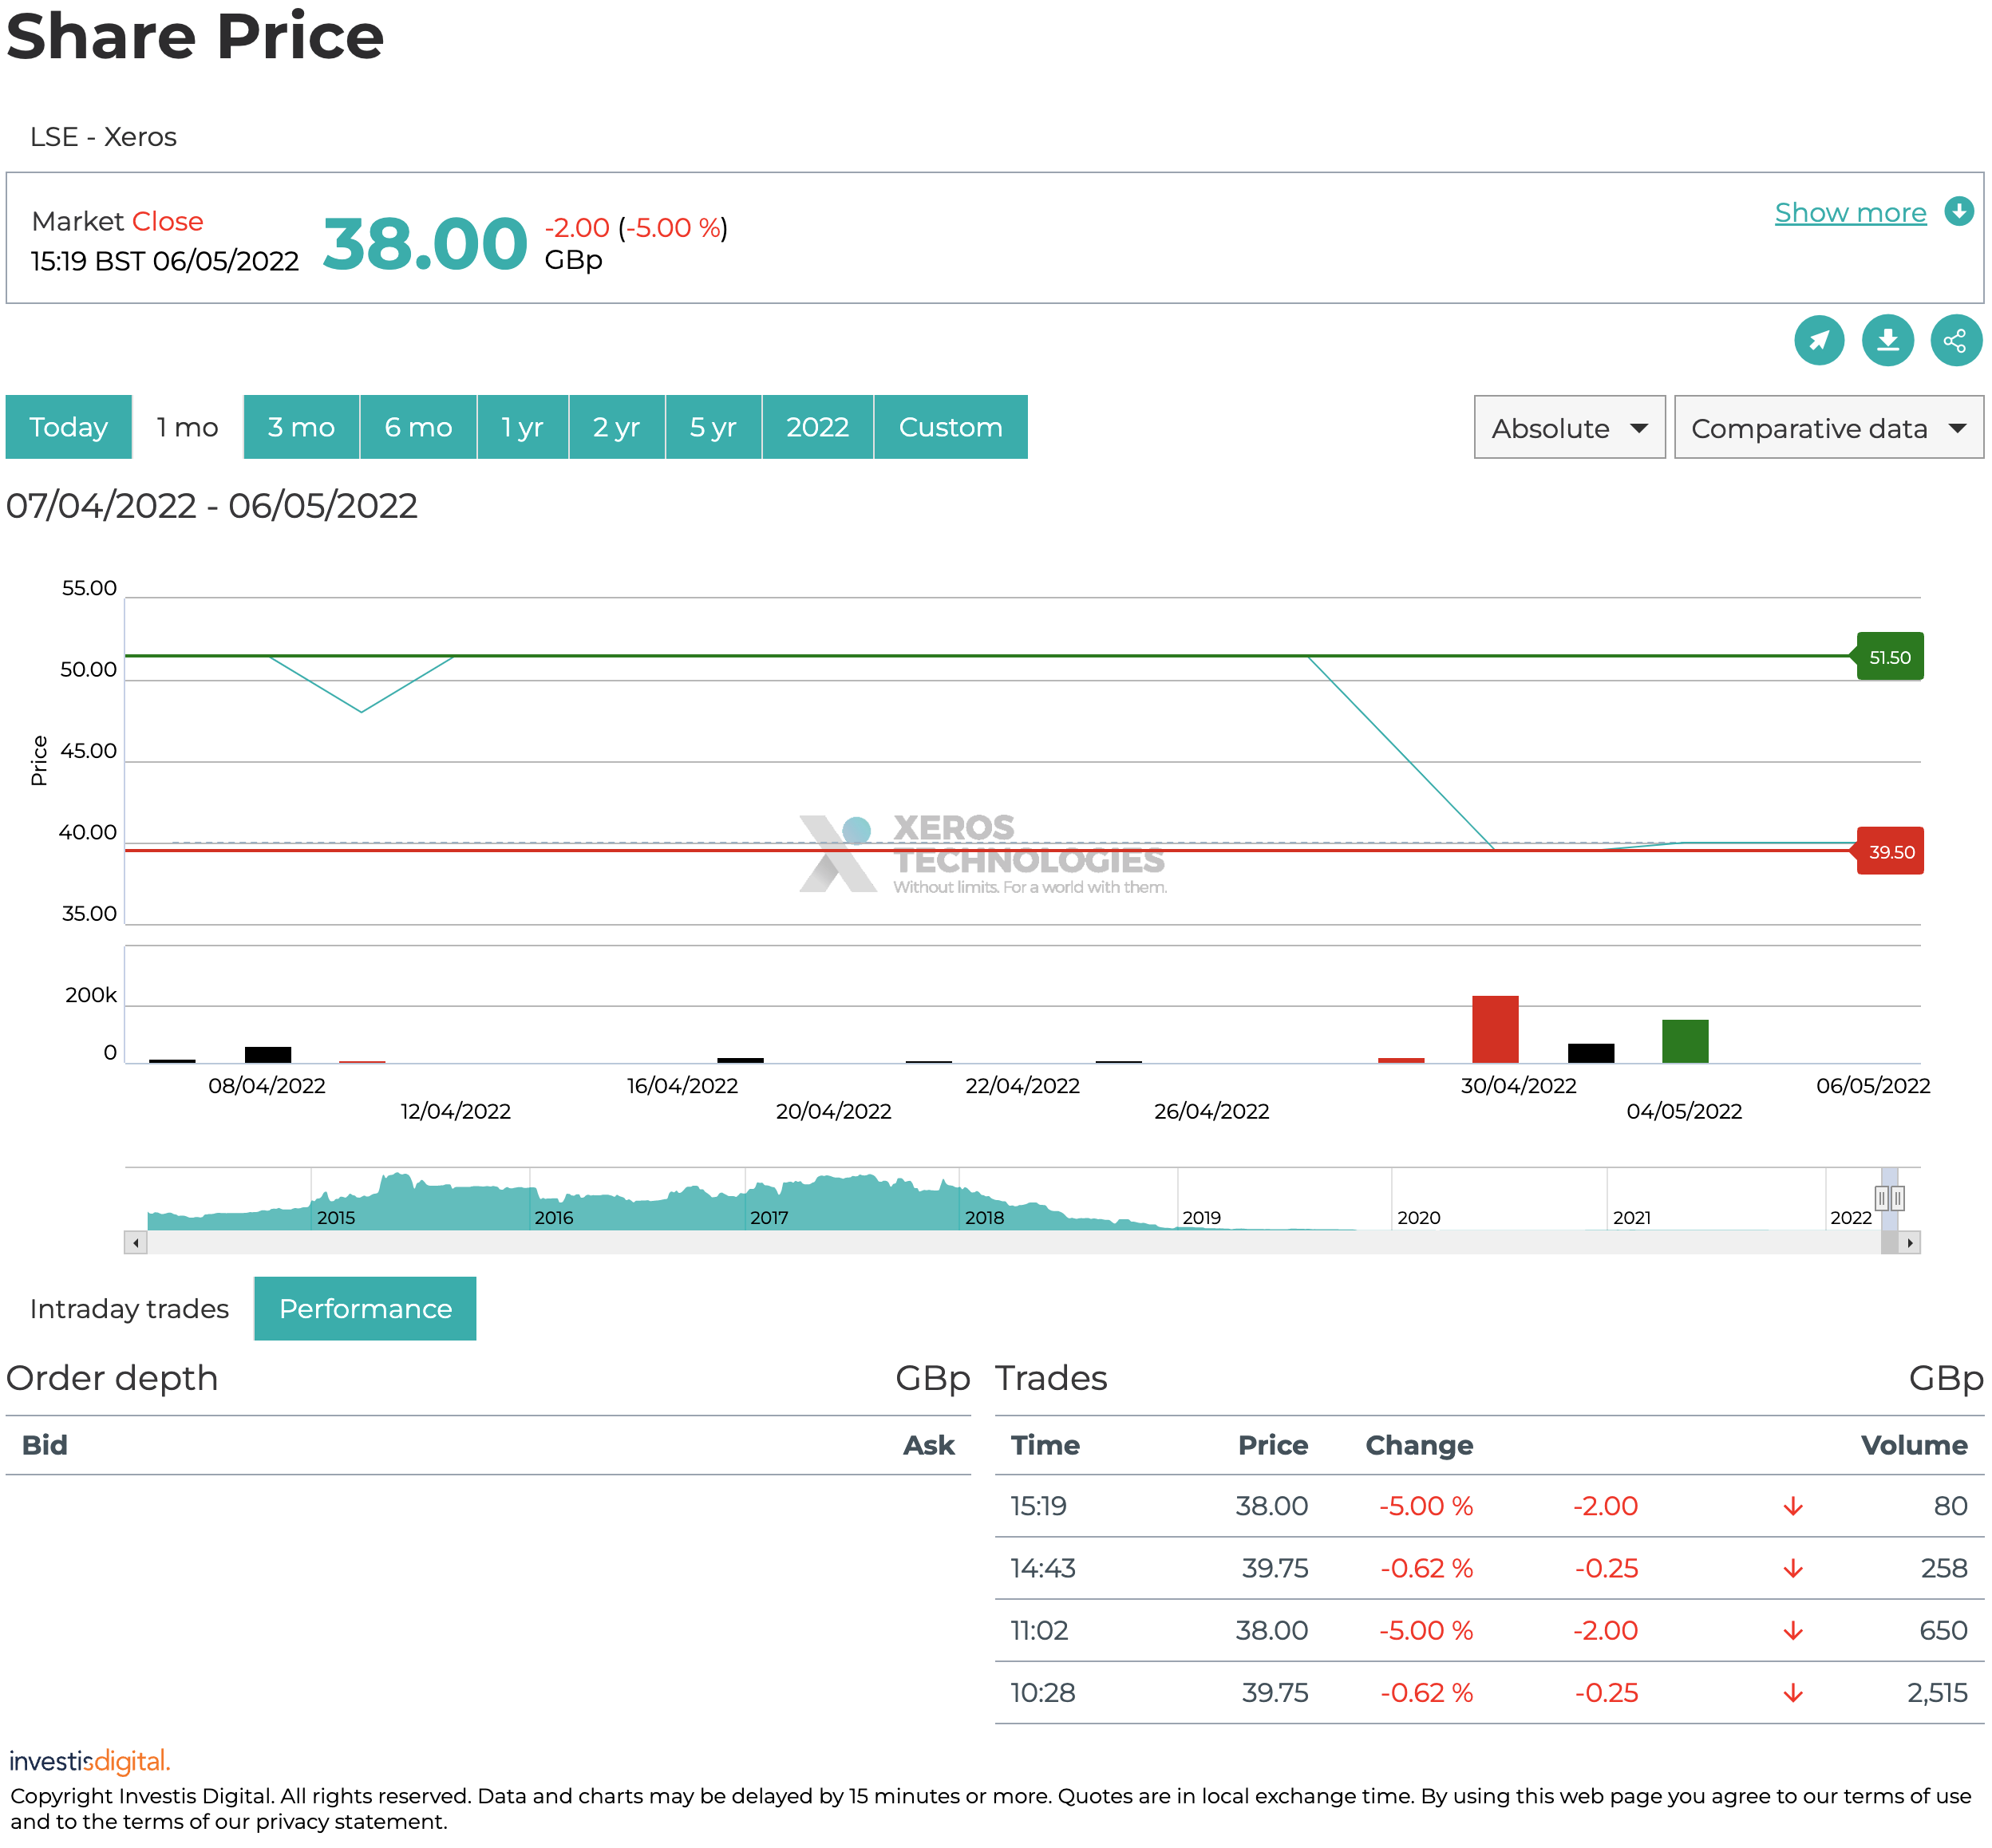 Share Price
LSE - Xeros
Market Close
15:19 BST 06/05/2022
38.00
-2.00 (-5.00 %)
GBp
Show more
Today 1 mo 3 mo 6 mo 1 yr 2 yr 5 yr 2022 Custom
Absolute Comparative data
07/04/2022 - 06/05/2022
55.00
51.50
50.00
Price
45.00
40.00
XEROS
TECHNOLOGIES
Without limits. For a world with them.
39.50
35.00
200k
0
08/04/2022 16/04/2022 22/04/2022 30/04/2022 06/05/2022
12/04/2022 20/04/2022 26/04/2022 04/05/2022
2015 2016 2017 2018 2019 2020 2021 2022
Intraday trades Performance
Order depth GBp
Bid Ask
Trades GBp
Time Price Change Volume
15:19 38.00 -5.00 % -2.00 80
14:43 39.75 -0.62 % -0.25 258
11:02 38.00 -5.00 % -2.00 650
10:28 39.75 -0.62 % -0.25 2,515
investisdigital.
Copyright Investis Digital. All rights reserved. Data and charts may be delayed by 15 minutes or more. Quotes are in local exchange time. By using this web page you agree to our terms of use
and to the terms of our privacy statement.